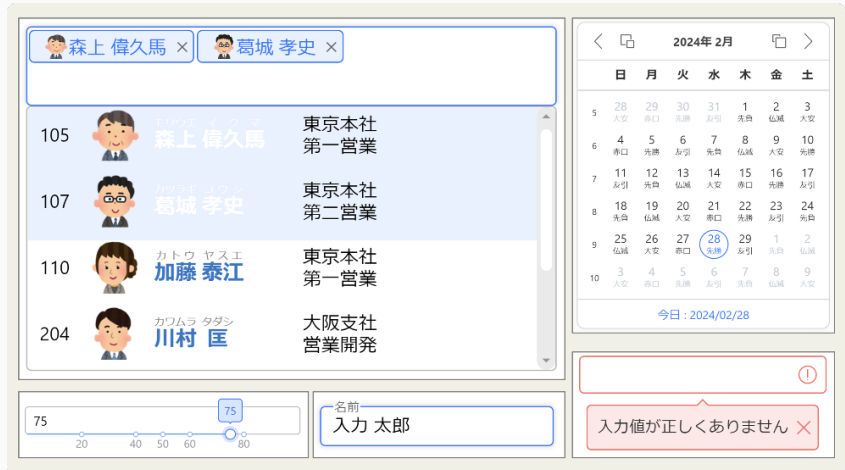 森上 偉久馬 × 葛城 孝史 ×
105
モリウエ イクマ
森上 偉久馬
東京本社
第一営業
107
カツラギ コウシ
葛城 孝史
東京本社
第二営業
110
カトウ ヤスエ
加藤 泰江
東京本社
第一営業
204
カワムラ タダシ
川村 匡
大阪支社
営業開発
2024年 2月
日 月 火 水 木 金 土
5 28 29 30 31 1 2 3
大安 赤口 先勝 友引 先負 仏滅 大安
6 4 5 6 7 8 9 10
赤口 先勝 友引 先負 仏滅 大安 先勝
7 11 12 13 14 15 16 17
友引 先負 仏滅 大安 赤口 先勝 友引
8 18 19 20 21 22 23 24
先負 仏滅 大安 赤口 先勝 友引 先負
9 25 26 27 28 29 1 2
仏滅 大安 赤口 先勝 友引 先負 仏滅
10 3 4 5 6 7 8 9
大安 赤口 先勝 友引 先負 仏滅 大安
今日 : 2024/02/28
75
75
20 40 50 60 80
名前
入力 太郎
入力値が正しくありません